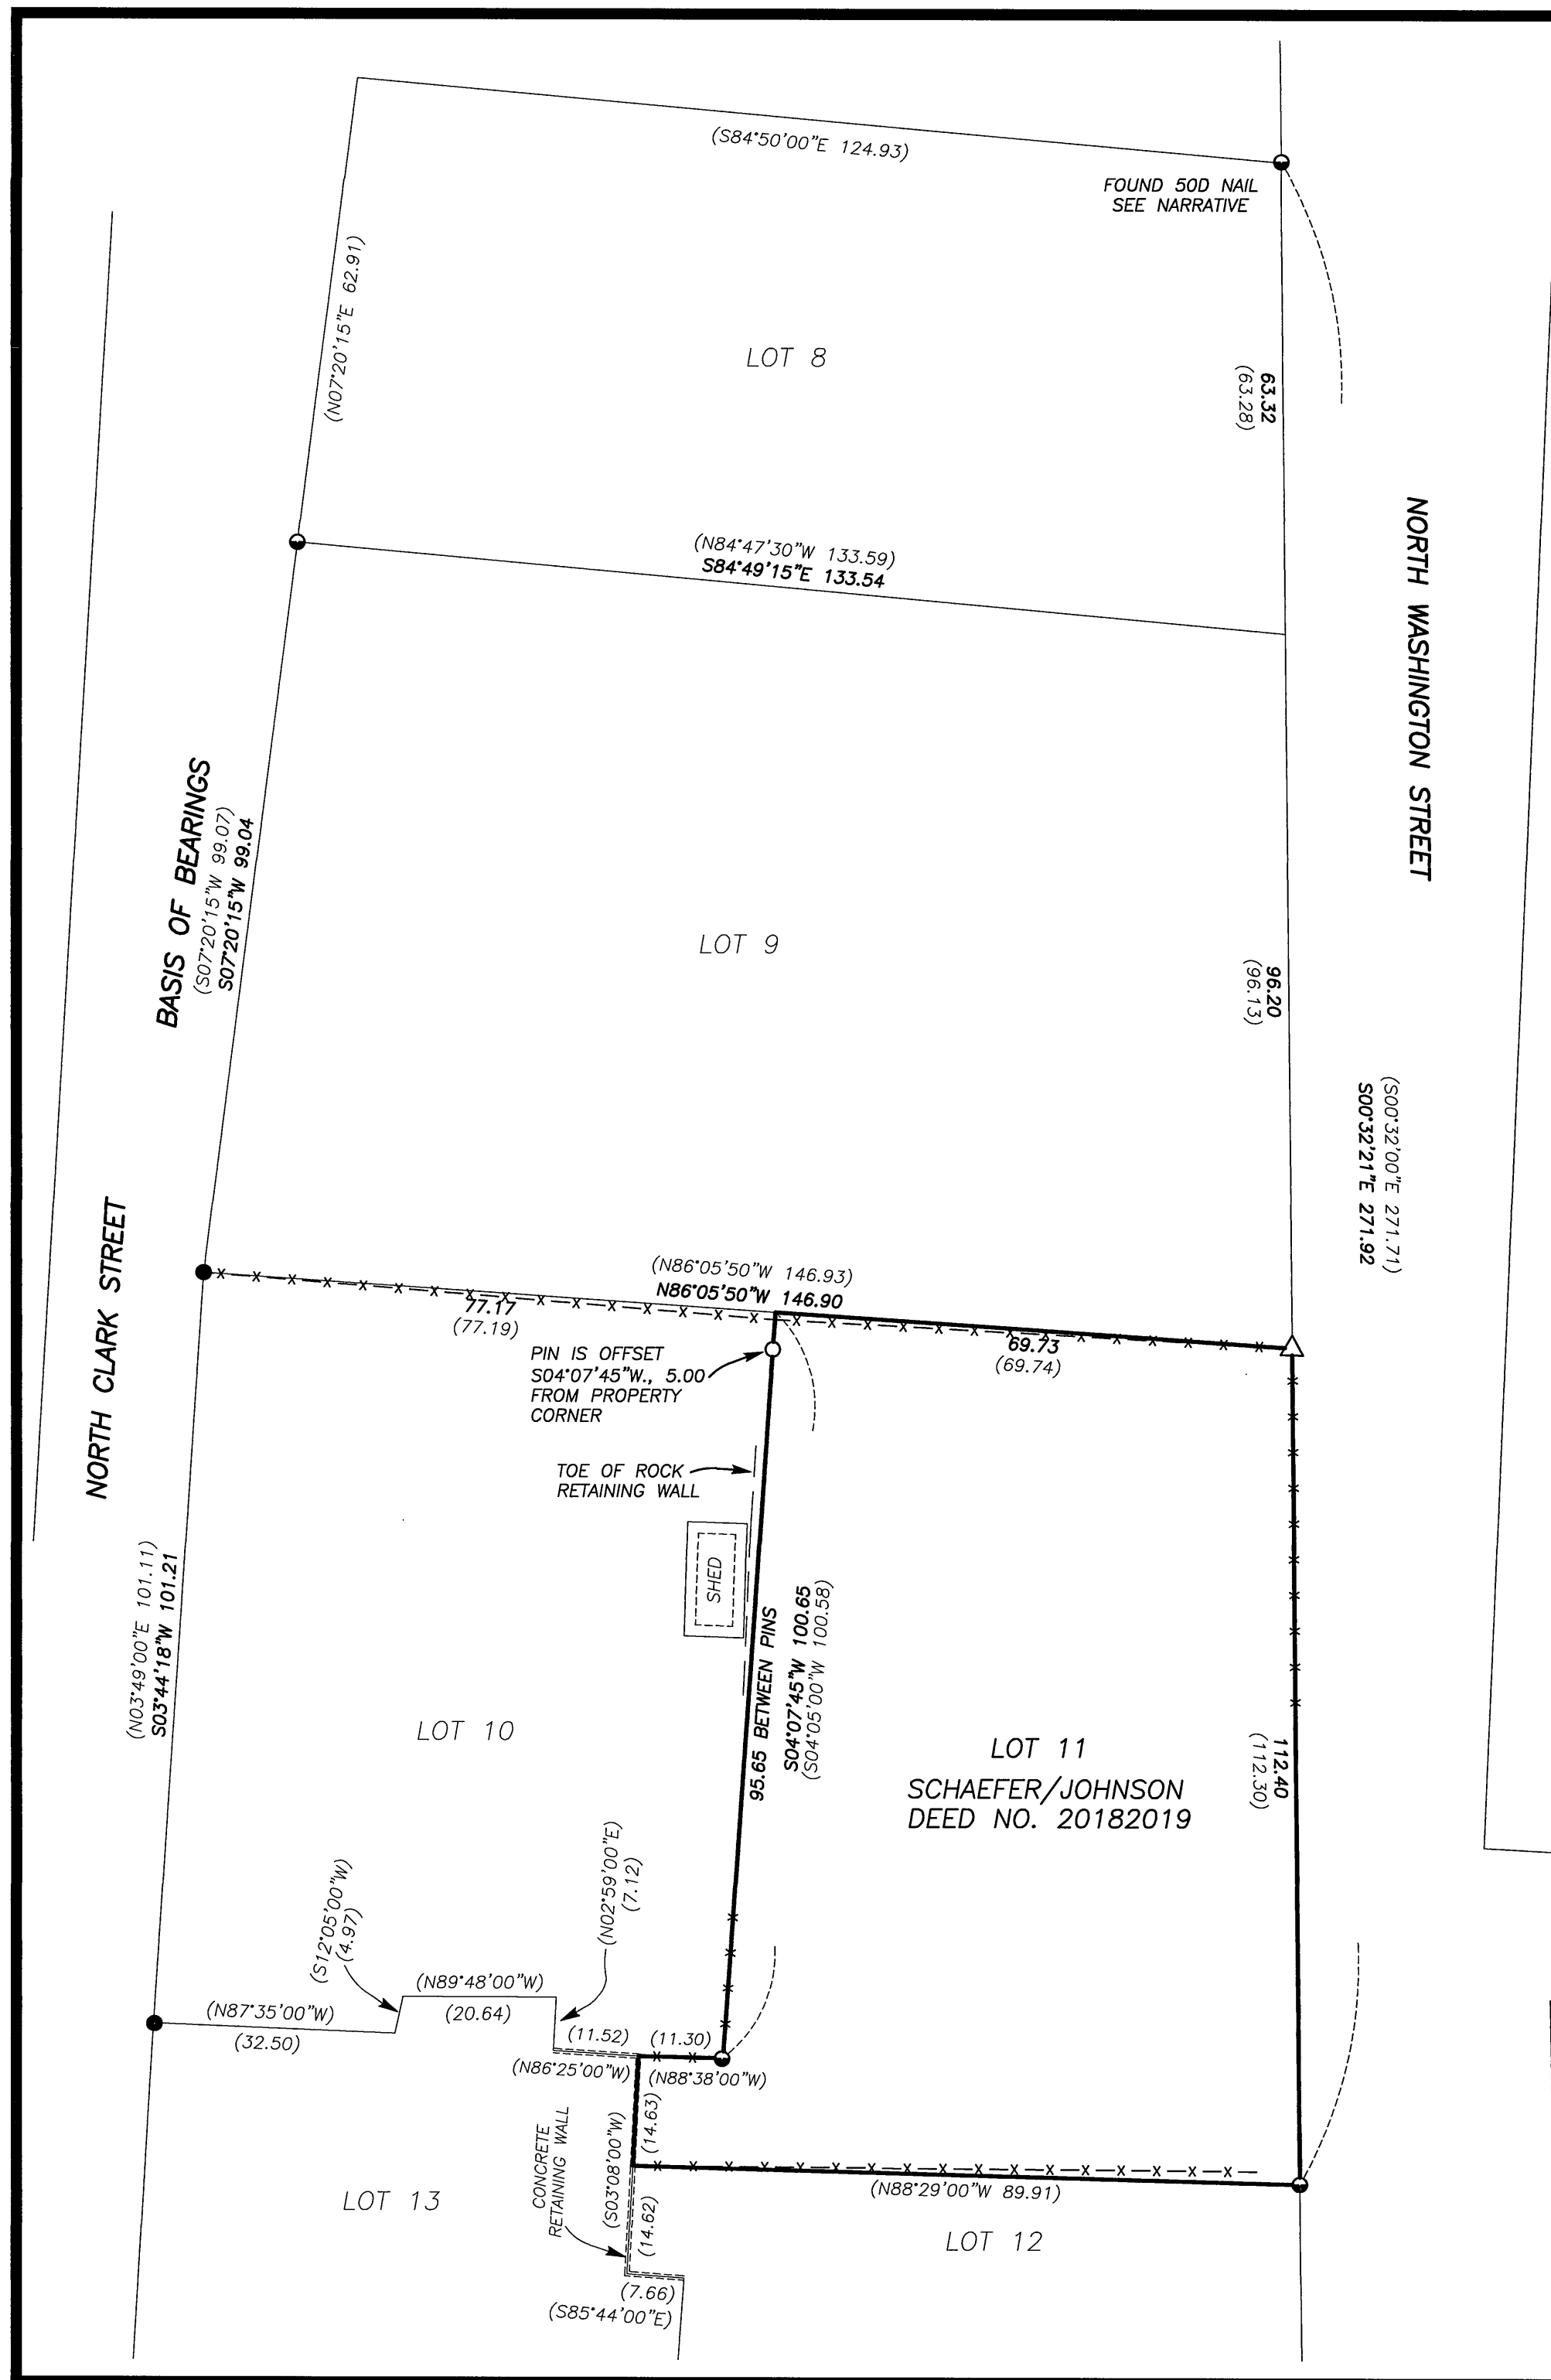 (S84°50'00"E 124.93)
FOUND 50D NAIL
SEE NARRATIVE
(N07°20'15"E 62.91)
LOT 8
63.32
(63.28)
NORTH WASHINGTON STREET
(N84°47'30"W 133.59)
S84°49'15"E 133.54
BASIS OF BEARINGS
(S07°20'15"W 99.07)
S07°20'15"W 99.04
LOT 9
96.20
(96.13)
(S00°32'00"E 271.71)
S00°32'21"E 271.92
NORTH CLARK STREET
(N86°05'50"W 146.93)
N86°05'50"W 146.90
77.17
(77.19)
69.73
(69.74)
PIN IS OFFSET
S04°07'45"W., 5.00
FROM PROPERTY
CORNER
TOE OF ROCK
RETAINING WALL
SHED
(N03°49'00"E 101.11)
S03°44'18"W 101.21
95.65 BETWEEN PINS
S04°07'45"W 100.65
(S04°05'00"W 100.58)
LOT 10
LOT 11
SCHAEFER/JOHNSON
DEED NO. 20182019
112.40
(112.30)
(S12°05'00"W)
(4.97)
(N02°59'00"E)
(7.12)
(N89°48'00"W)
(20.64)
(N87°35'00"W)
(32.50)
(11.52)
(11.30)
(N86°25'00"W)
(N88°38'00"W)
(14.63)
(S03°08'00"W)
CONCRETE
RETAINING WALL
(14.62)
(N88°29'00"W 89.91)
LOT 13
LOT 12
(7.66)
(S85°44'00"E)